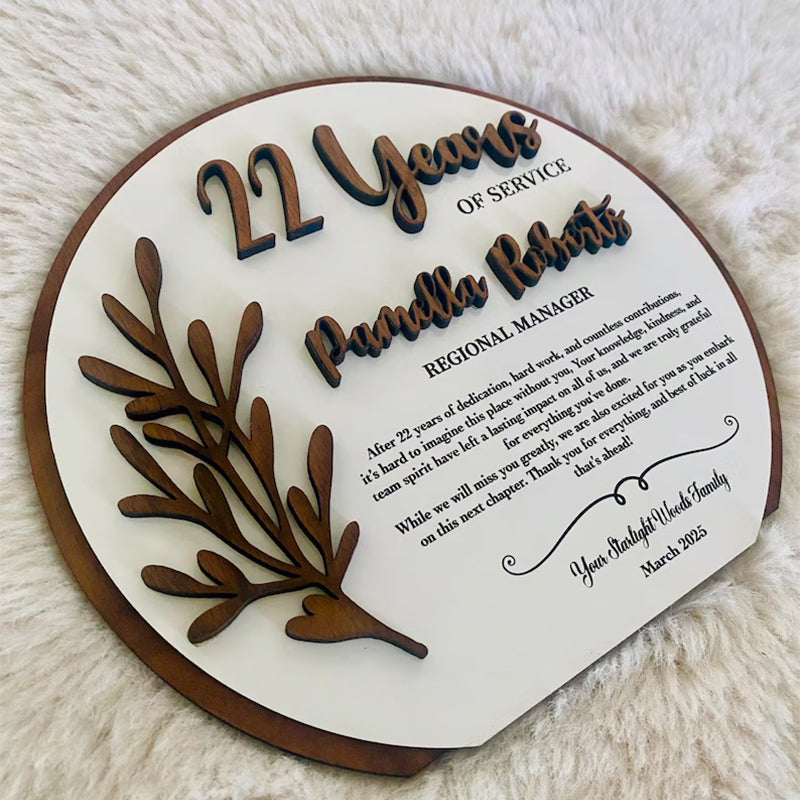 22 Years
OF SERVICE
Pamella Roberts
REGIONAL MANAGER
After 22 years of dedication, hard work, and countless contributions,
it's hard to imagine this place without you, Your knowledge, kindness, and
team spirit have left a lasting impact on all of us, and we are truly grateful
for everything you've done.
While we will miss you greatly, we are also excited for you as you embark
on this next chapter. Thank you for everything, and best of luck in all
that's ahead!
Your Starlight Woods Family
March 2025